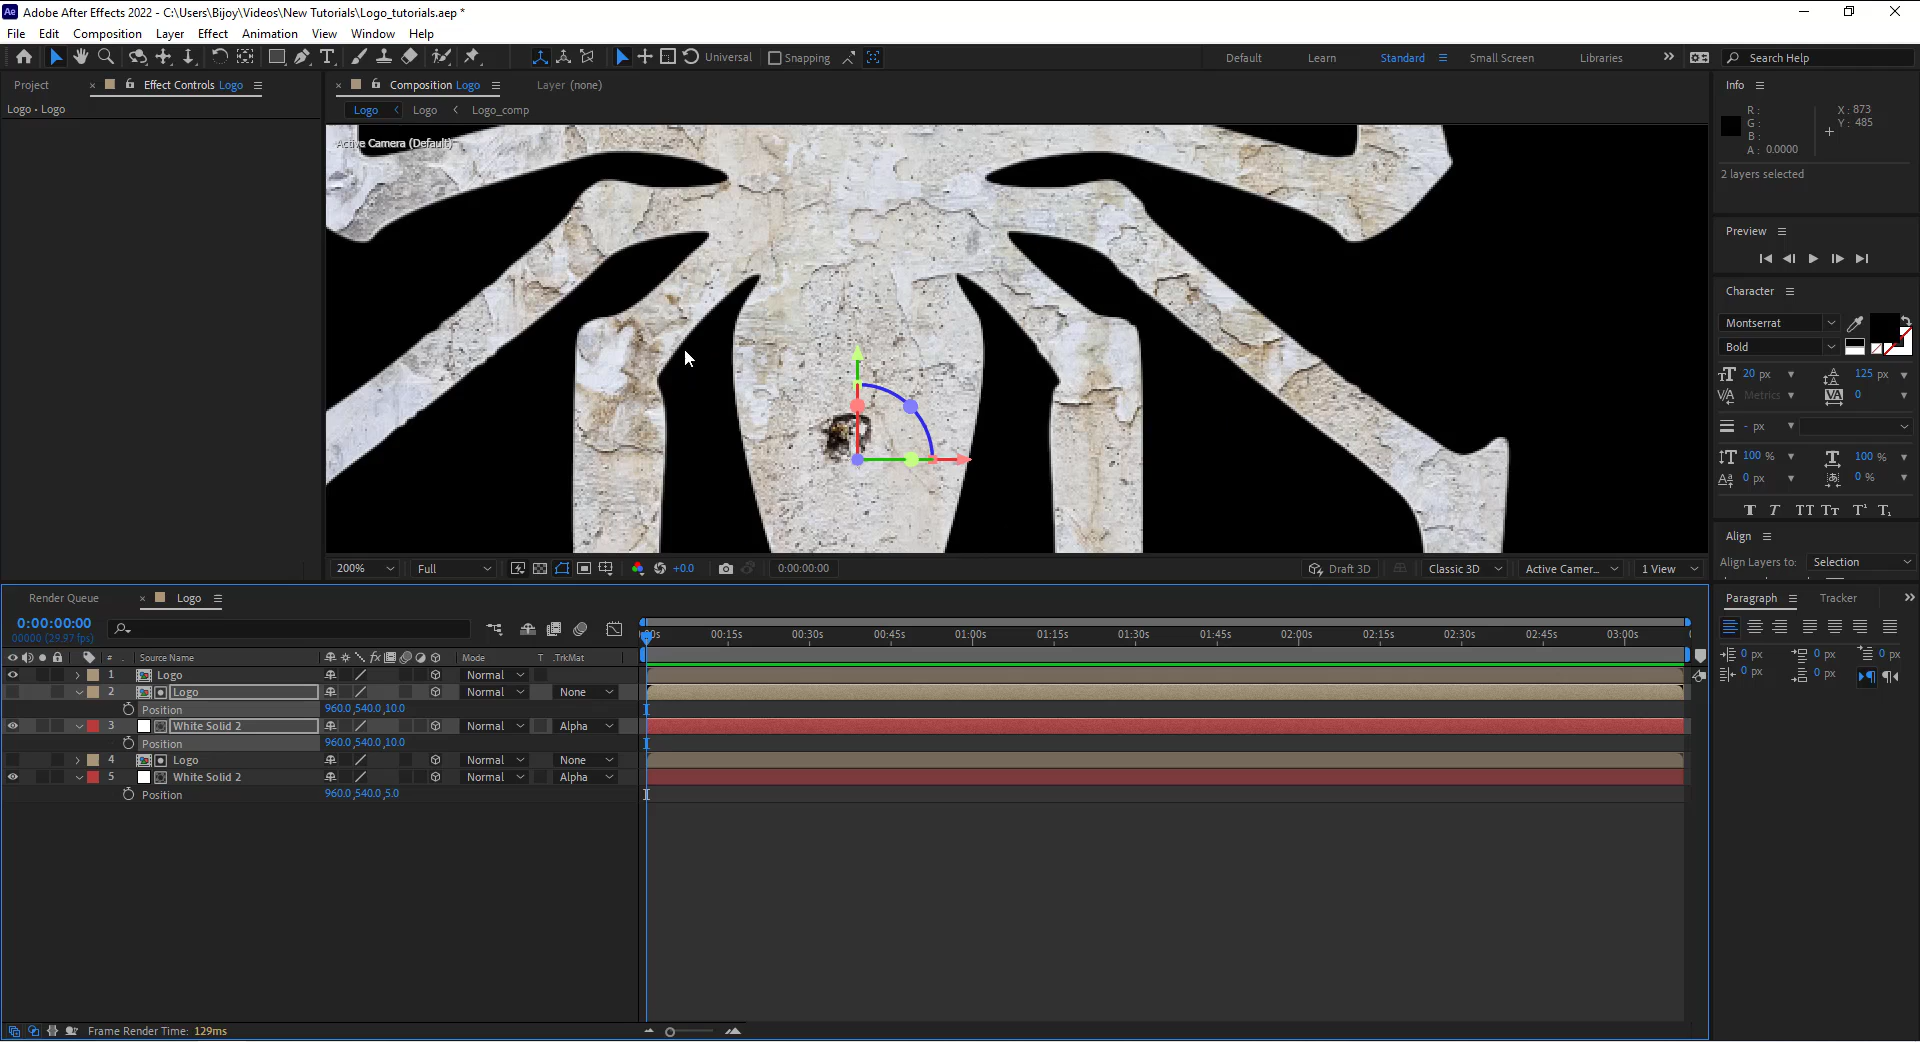 Adobe After Effects 2022 - C:\Users\Bijoy\Videos\New Tutorials\Logo_tutorials.aep *
File Edit Composition Layer Effect Animation View Window Help
Universal Snapping Default Learn Standard Small Screen Libraries Search Help
Project Effect Controls Logo Composition Logo Layer (none) Info
Logo • Logo
Logo Logo Logo_comp
Active Camera (Default)
R :
G :
B :
A : 0.0000
X : 873
Y : 485
2 layers selected
Preview
Character
Montserrat
Bold
20 px 125 px
Metrics 0
- px
100 % 100 %
0 px 0 %
T T TT Tt T¹ T₁
Align
Align Layers to: Selection
200% Full +0.0 0:00:00:00 Draft 3D Classic 3D Active Camer... 1 View
Render Queue Logo
Paragraph Tracker
0:00:00:00
00000 (29.97 fps)
:00s 00:15s 00:30s 00:45s 01:00s 01:15s 01:30s 01:45s 02:00s 02:15s 02:30s 02:45s 03:00s
# Source Name Mode T .TrkMat
0 px 0 px 0 px
0 px 0 px
1 Logo Normal
2 Logo Normal None
Position 960.0,540.0,10.0
3 White Solid 2 Normal Alpha
Position 960.0,540.0,10.0
4 Logo Normal None
5 White Solid 2 Normal Alpha
Position 960.0,540.0,5.0
Frame Render Time: 129ms